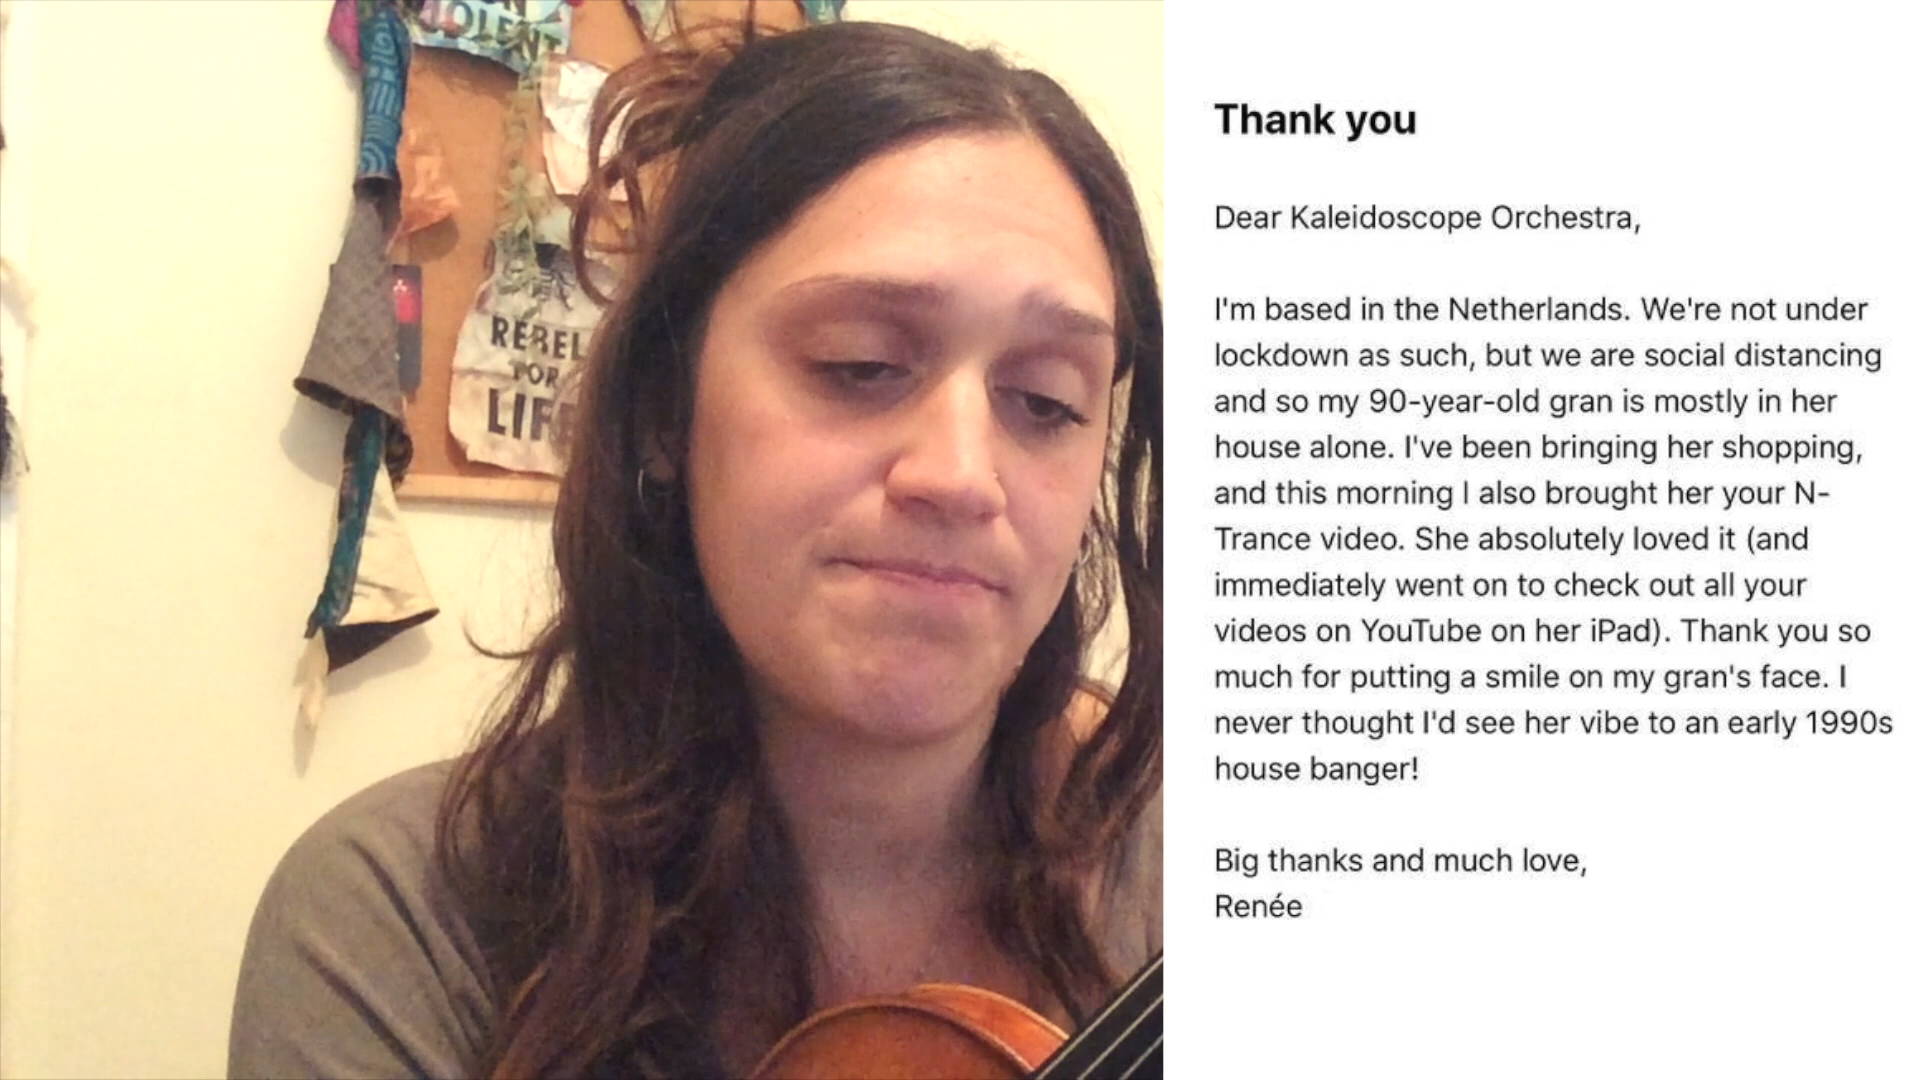 VIOLENT
REBEL
FOR
LIFE
Thank you
Dear Kaleidoscope Orchestra,
I'm based in the Netherlands. We're not under
lockdown as such, but we are social distancing
and so my 90-year-old gran is mostly in her
house alone. I've been bringing her shopping,
and this morning I also brought her your N-
Trance video. She absolutely loved it (and
immediately went on to check out all your
videos on YouTube on her iPad). Thank you so
much for putting a smile on my gran's face. I
never thought I'd see her vibe to an early 1990s
house banger!
Big thanks and much love,
Renée